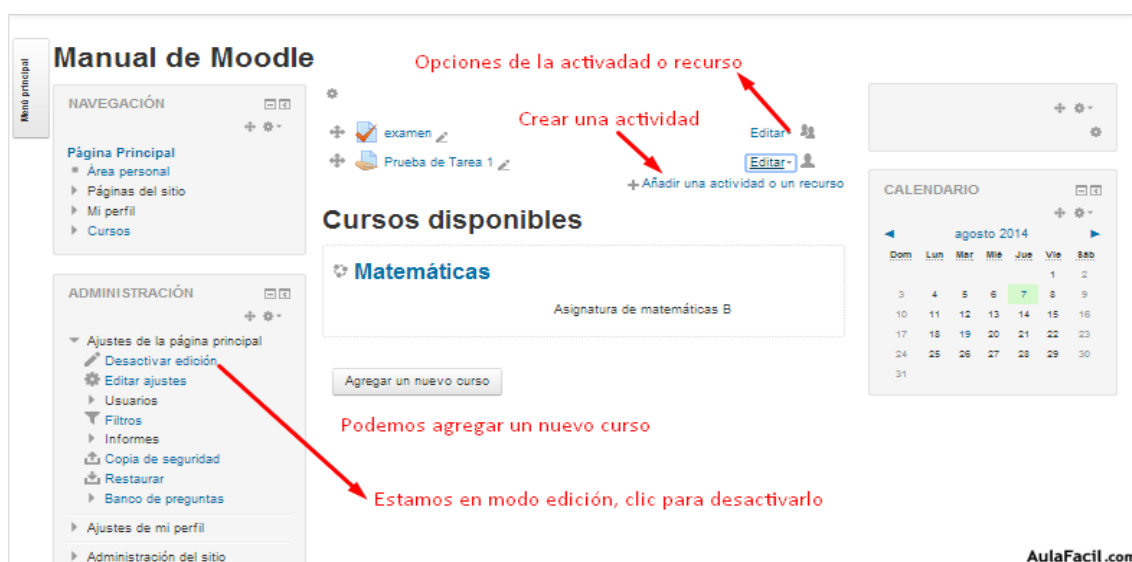 Menú principal
Manual de Moodle
NAVEGACIÓN
Página Principal
Área personal
Páginas del sitio
Mi perfil
Cursos
ADMINISTRACIÓN
Ajustes de la página principal
Desactivar edición
Editar ajustes
Usuarios
Filtros
Informes
Copia de seguridad
Restaurar
Banco de preguntas
Ajustes de mi perfil
Administración del sitio
Opciones de la activadad o recurso
Crear una actividad
examen
Editar
Prueba de Tarea 1
Editar
Añadir una actividad o un recurso
Cursos disponibles
Matemáticas
Asignatura de matemáticas B
Agregar un nuevo curso
Podemos agregar un nuevo curso
Estamos en modo edición, clic para desactivarlo
CALENDARIO
agosto 2014
Dom Lun Mar Mié Jue Vie Sáb
1 2
3 4 5 6 7 8 9
10 11 12 13 14 15 16
17 18 19 20 21 22 23
24 25 26 27 28 29 30
31
AulaFacil.com